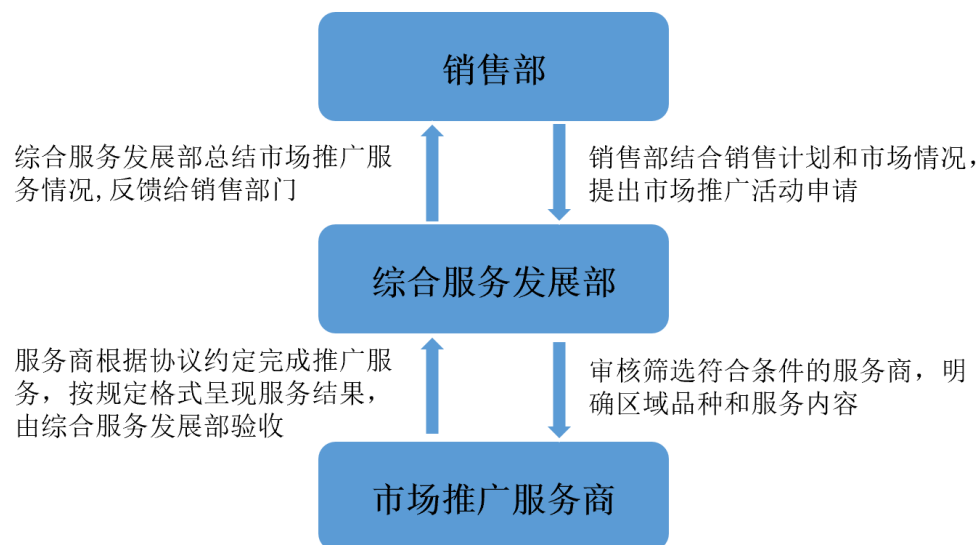 销售部
综合服务发展部总结市场推广服
务情况,反馈给销售部门
销售部结合销售计划和市场情况，
提出市场推广活动申请
综合服务发展部
服务商根据协议约定完成推广服
务，按规定格式呈现服务结果，
由综合服务发展部验收
审核筛选符合条件的服务商，明
确区域品种和服务内容
市场推广服务商